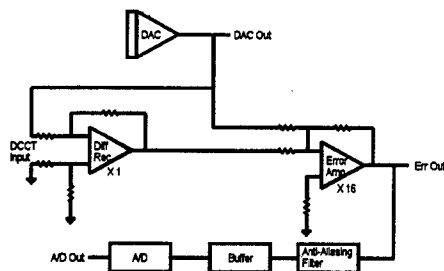 DAC
DAC Out
DCCT
Input
Diff
Rec
X 1
Error
Amp
X 16
Err Out
A/D Out
A/D
Buffer
Anti-Aliasing
Filter